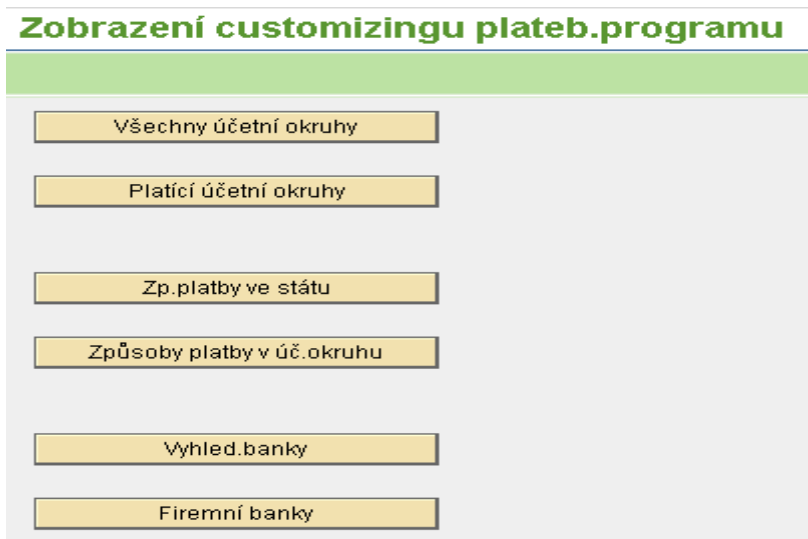 Zobrazení customizingu plateb.programu
Všechny účetní okruhy
Platící účetní okruhy
Zp.platby ve státu
Způsoby platby v úč.okruhu
Vyhled.banky
Firemní banky